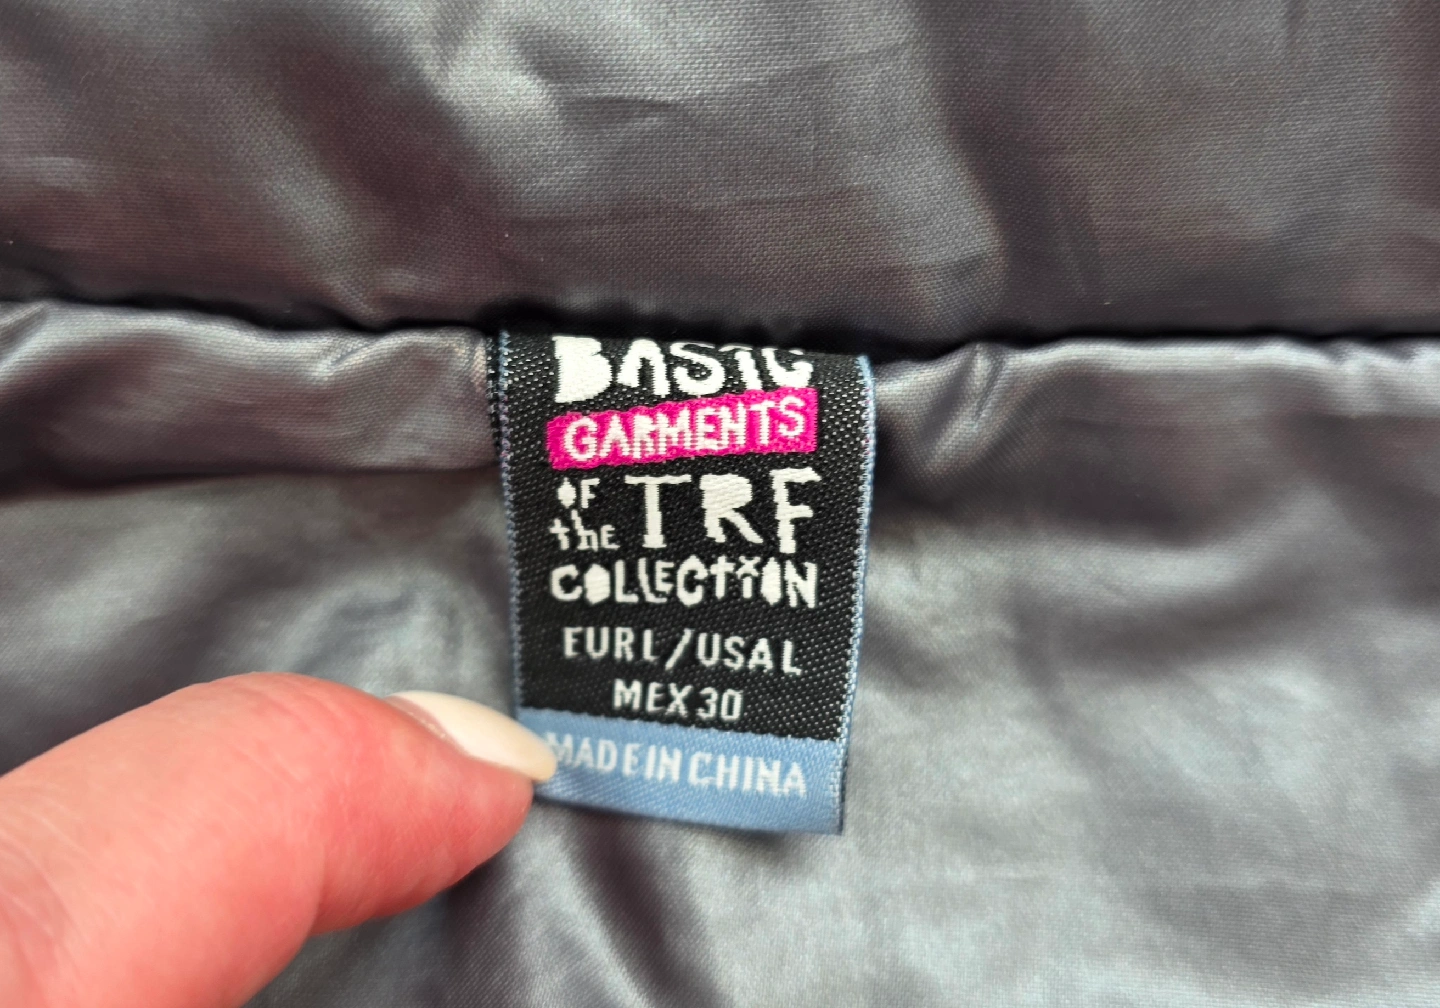 BASIC
GARMENTS
OF the TRF
COLLECTION
EUR L/USA L
MEX 30
MADE IN CHINA